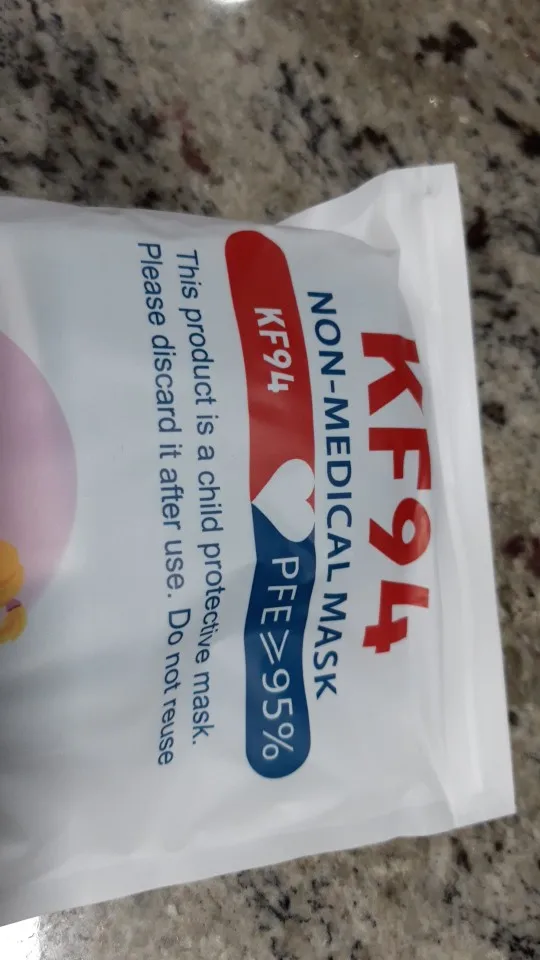 KF94
NON-MEDICAL MASK
KF94 PFE⩾95%
This product is a child protective mask.
Please discard it after use. Do not reuse